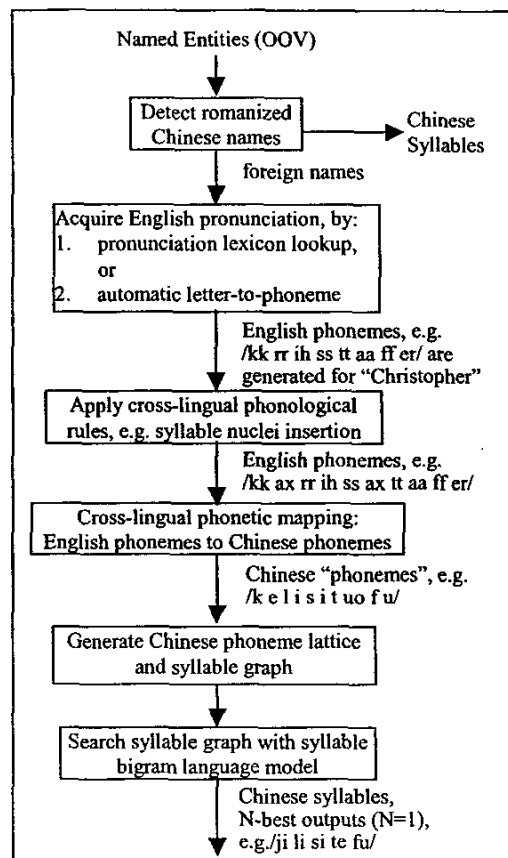 Named Entities (OOV)
Detect romanized
Chinese names
Chinese
Syllables
foreign names
Acquire English pronunciation, by:
1. pronunciation lexicon lookup,
or
2. automatic letter-to-phoneme
English phonemes, e.g.
/kk rr ih ss tt aa ff er/ are
generated for “Christopher”
Apply cross-lingual phonological
rules, e.g. syllable nuclei insertion
English phonemes, e.g.
/kk ax rr ih ss ax tt aa ff er/
Cross-lingual phonetic mapping:
English phonemes to Chinese phonemes
Chinese “phonemes”, e.g.
/k e l i s i t uo f u/
Generate Chinese phoneme lattice
and syllable graph
Search syllable graph with syllable
bigram language model
Chinese syllables,
N-best outputs (N=1),
e.g./ji li si te fu/